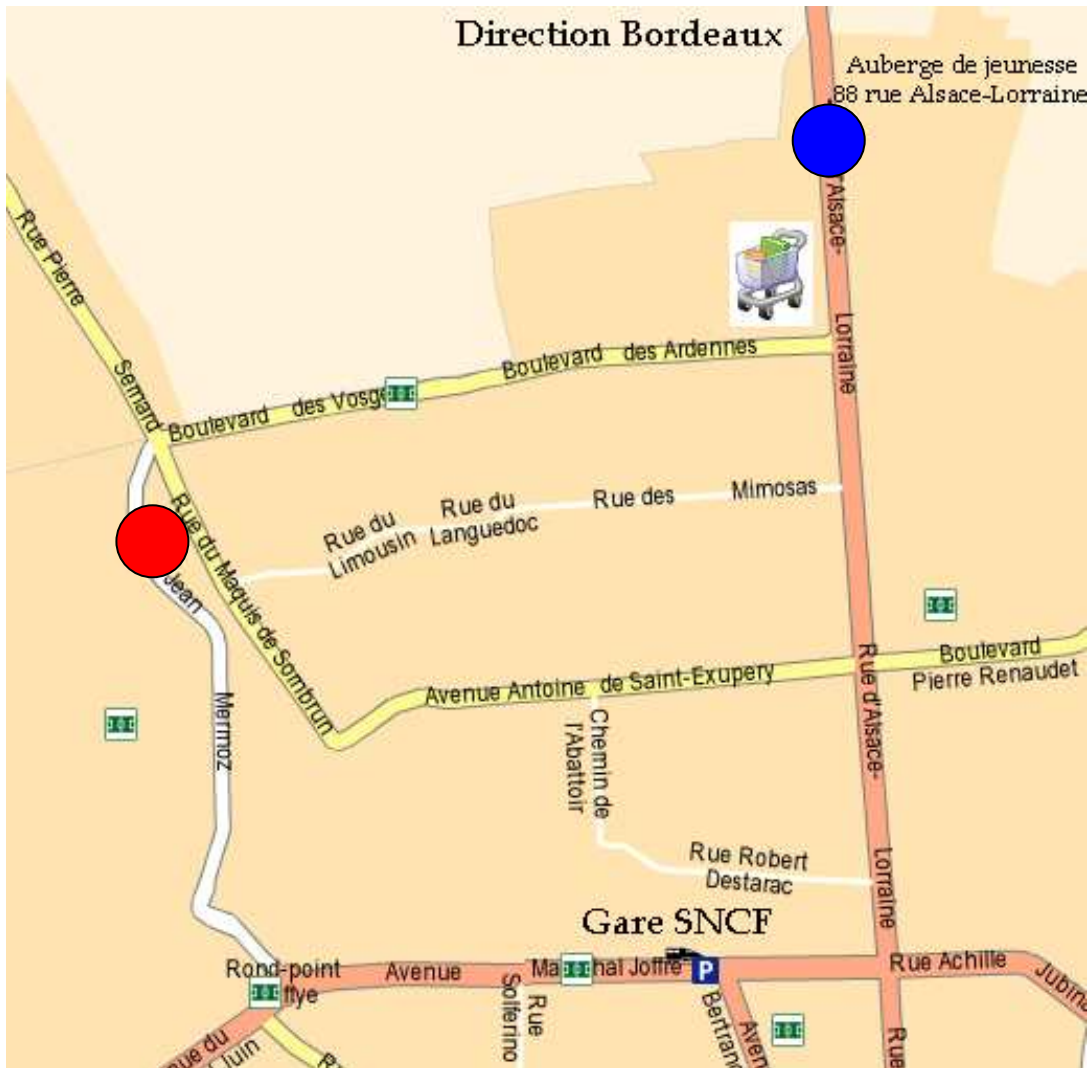 Direction Bordeaux
Auberge de jeunesse
88 rue Alsace-Lorraine
Alsace-
Lorraine
Rue Pierre
Semard
Boulevard des Ardennes
Boulevard des
Rue du Maquis de Sombrun
Rue du
Limousin
Rue du
Languedoc
Rue des Mimosas
Jean
Mermoz
Avenue Antoine de Saint-Exupery
Boulevard
Pierre Renaudet
Rue d'Alsace-
Lorraine
Chemin de
l'Abattoir
Rue Robert
Destarac
Gare SNCF
Rond-point
Avenue
Joffre
P
Rue Achille
Rue
Solferino
Rue